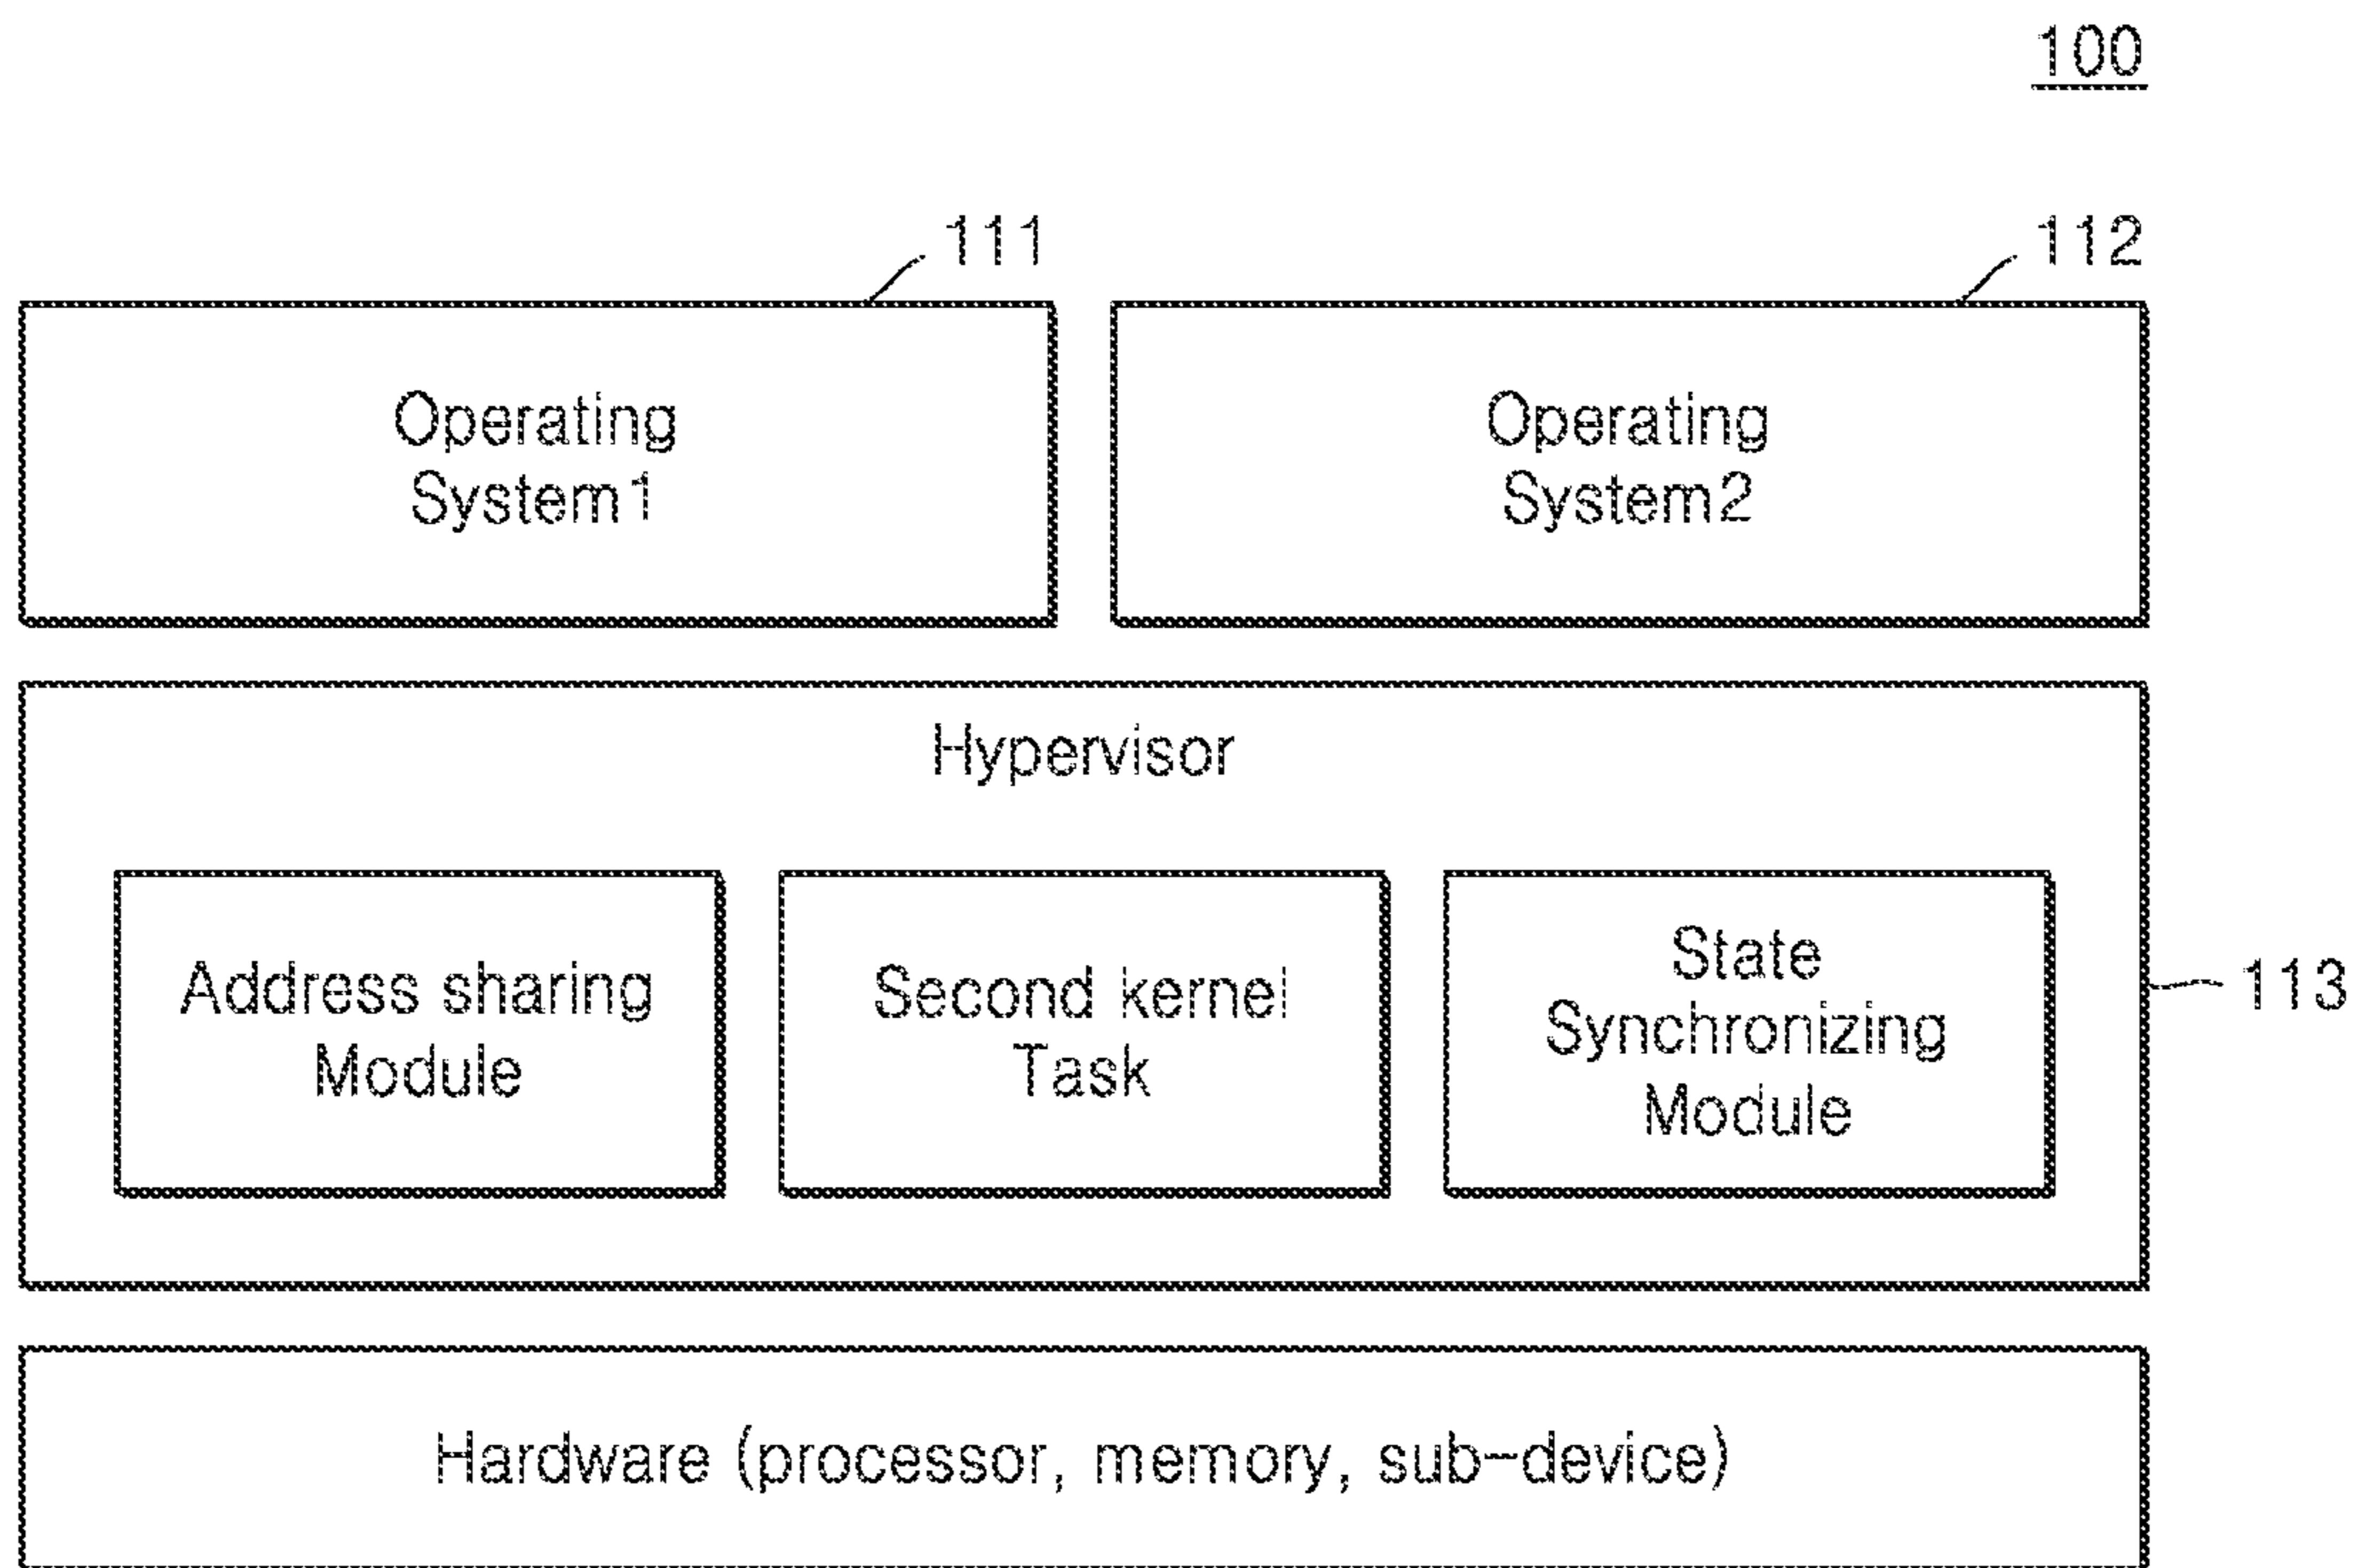 100
111
112
Operating
System1
Operating
System2
Hypervisor
Address sharing
Module
Second kernel
Task
State
Synchronizing
Module
113
Hardware (processor, memory, sub-device)